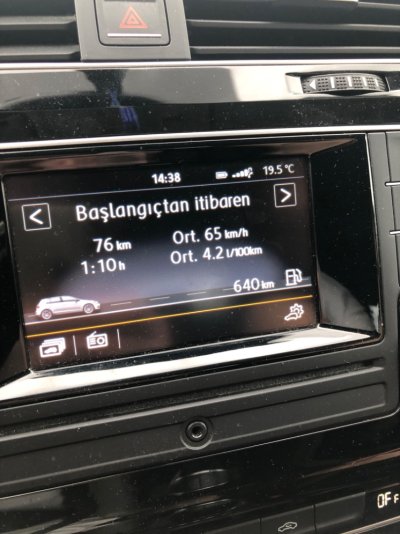 14:38 19.5 °C
Başlangıçtan itibaren
76 km Ort. 65 km/h
1:10 h Ort. 4.2 l/100km
640 km
OF